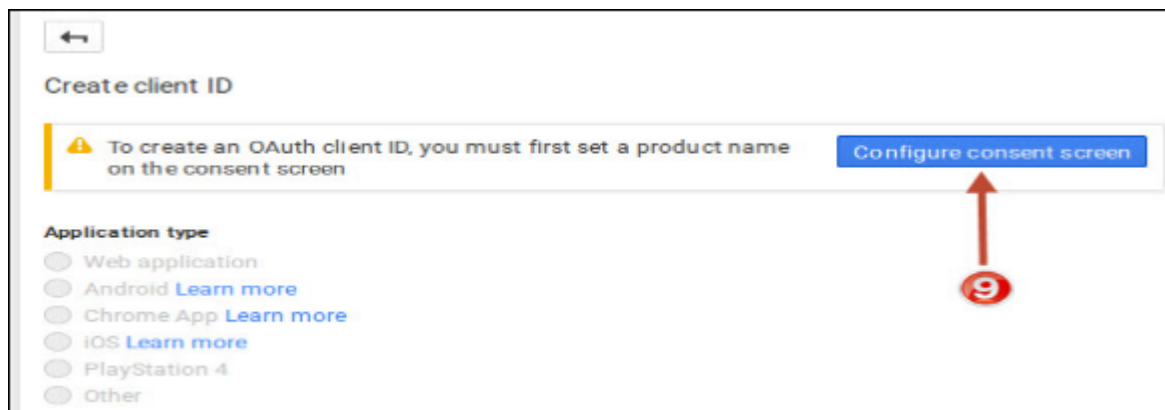 Create client ID
To create an OAuth client ID, you must first set a product name
on the consent screen
Configure consent screen
Application type
Web application
Android Learn more
Chrome App Learn more
iOS Learn more
PlayStation 4
Other
9